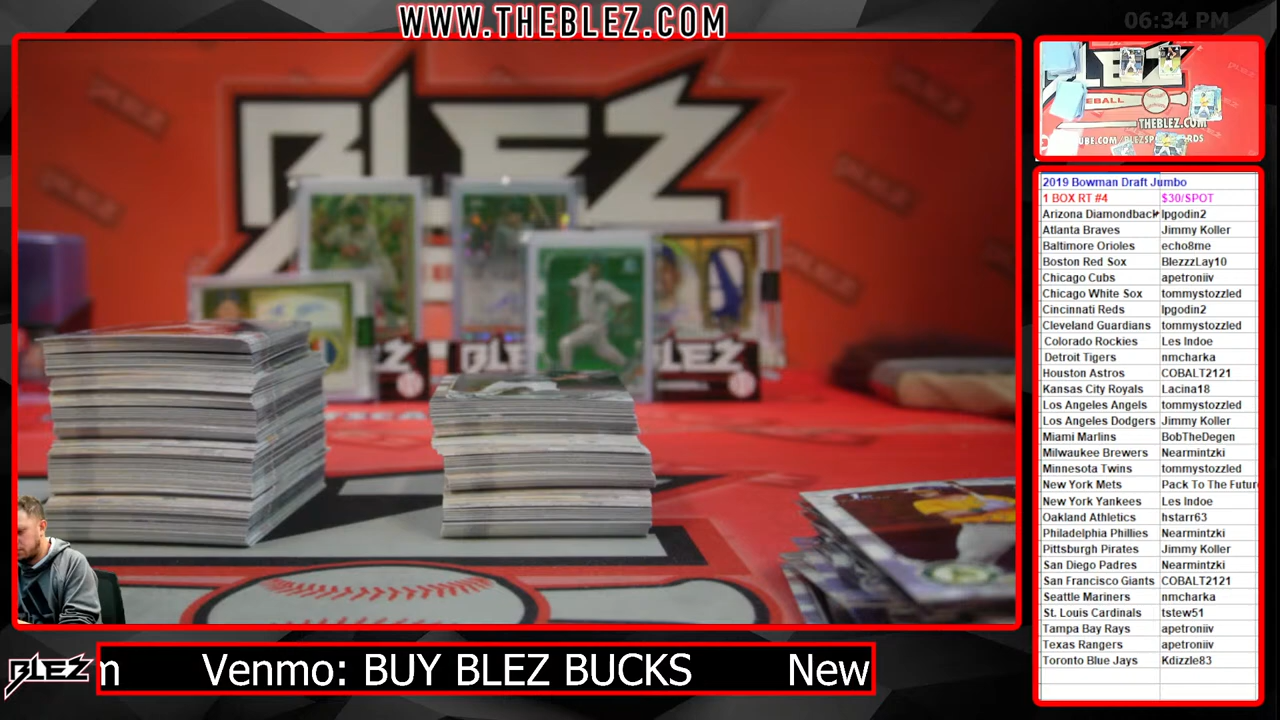 WWW.THEBLEZ.COM
06:34 PM
BLEZ
EBALL
THEBLEZ.COM
2019 Bowman Draft Jumbo
1 BOX RT #4 $30/SPOT
Arizona Diamondback lpgodin2
Atlanta Braves Jimmy Koller
Baltimore Orioles echo8me
Boston Red Sox BlezzzLay10
Chicago Cubs apetroniiv
Chicago White Sox tommystozzled
Cincinnati Reds lpgodin2
Cleveland Guardians tommystozzled
Colorado Rockies Les Indoe
Detroit Tigers nmcharka
Houston Astros COBALT2121
Kansas City Royals Lacina18
Los Angeles Angels tommystozzled
Los Angeles Dodgers Jimmy Koller
Miami Marlins BobTheDegen
Milwaukee Brewers Nearmintzki
Minnesota Twins tommystozzled
New York Mets Pack To The Futur
New York Yankees Les Indoe
Oakland Athletics hstarr63
Philadelphia Phillies Nearmintzki
Pittsburgh Pirates Jimmy Koller
San Diego Padres Nearmintzki
San Francisco Giants COBALT2121
Seattle Mariners nmcharka
St. Louis Cardinals tstew51
Tampa Bay Rays apetroniiv
Texas Rangers apetroniiv
Toronto Blue Jays Kdizzle83
BLEZ
m Venmo: BUY BLEZ BUCKS New